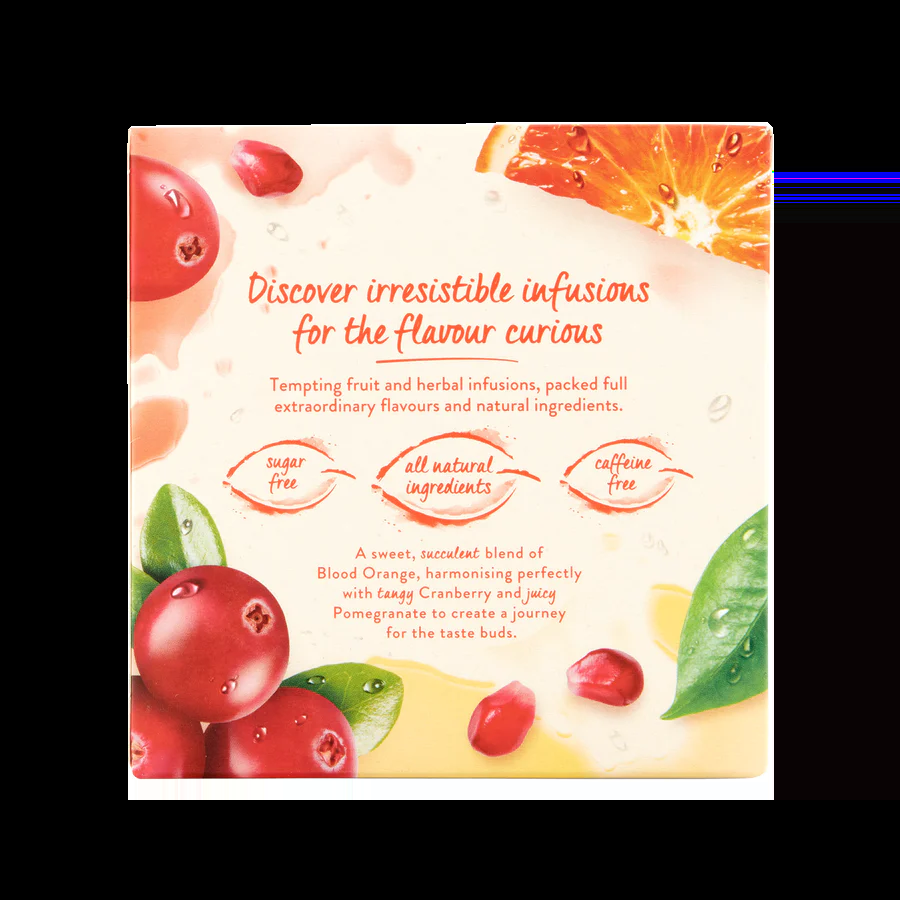 Discover irresistible infusions
for the flavour curious
Tempting fruit and herbal infusions, packed full
extraordinary flavours and natural ingredients.
sugar
free
all natural
ingredients
caffeine
free
A sweet, succulent blend of
Blood Orange, harmonising perfectly
with tangy Cranberry and juicy
Pomegranate to create a journey
for the taste buds.